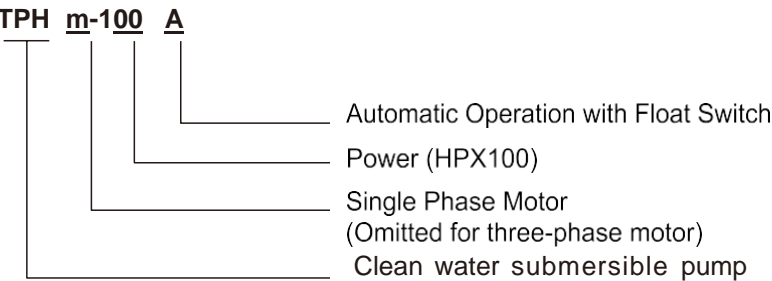 TPH m-100 A
Automatic Operation with Float Switch
Power (HPX100)
Single Phase Motor
(Omitted for three-phase motor)
Clean water submersible pump